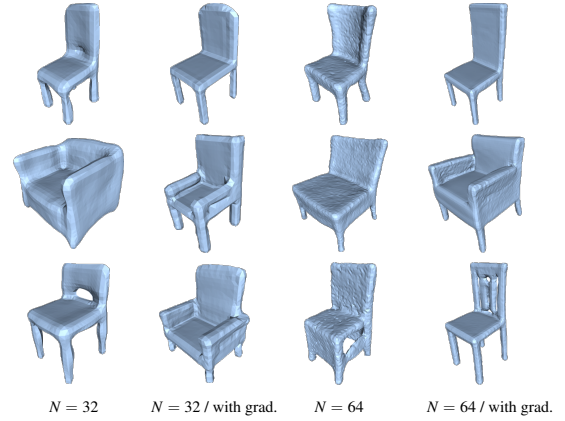 N = 32
N = 32 / with grad.
N = 64
N = 64 / with grad.